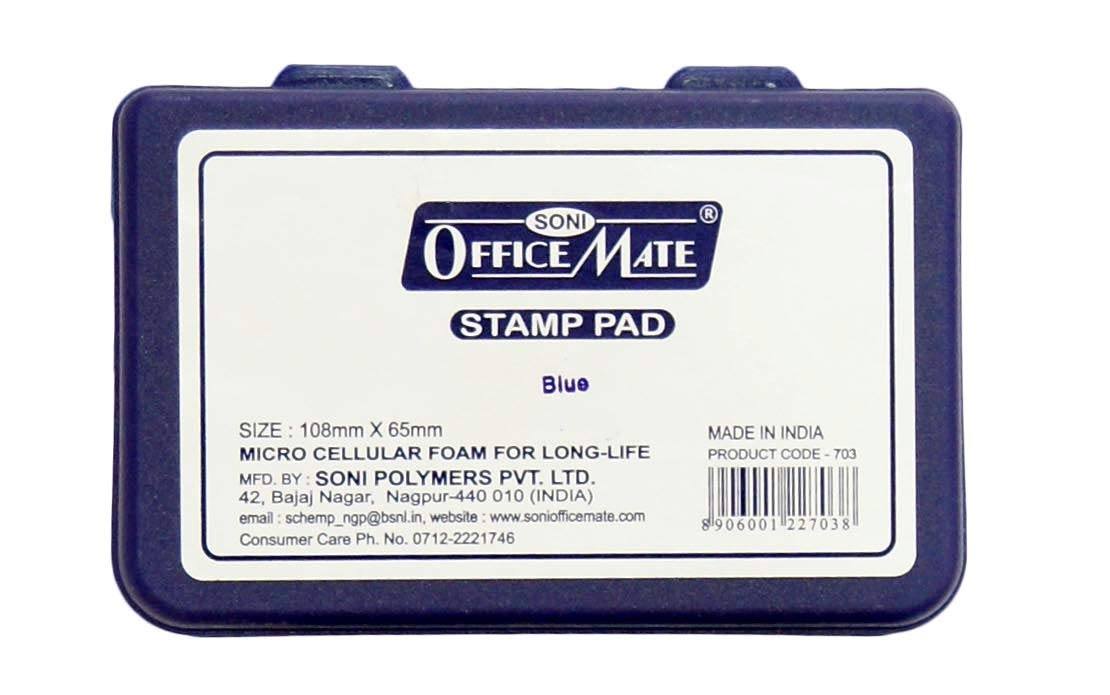 SONI
OFFICE MATE ®
STAMP PAD
Blue
SIZE : 108mm X 65mm
MICRO CELLULAR FOAM FOR LONG-LIFE
MFD. BY : SONI POLYMERS PVT. LTD.
42, Bajaj Nagar, Nagpur-440 010 (INDIA)
email : schemp_ngp@bsnl.in, website : www.soniofficemate.com
Consumer Care Ph. No. 0712-2221746
MADE IN INDIA
PRODUCT CODE - 703
8 906001 227038